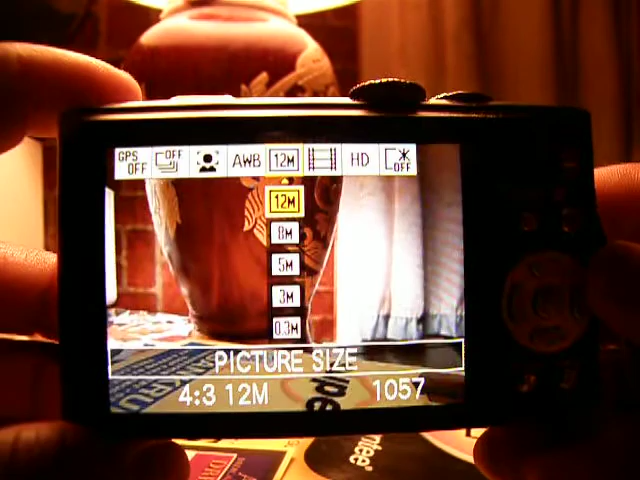 GPS OFF OFF AWB 12M HD OFF
12M
8M
5M
3M
0.3M
PICTURE SIZE
4:3 12M 1057